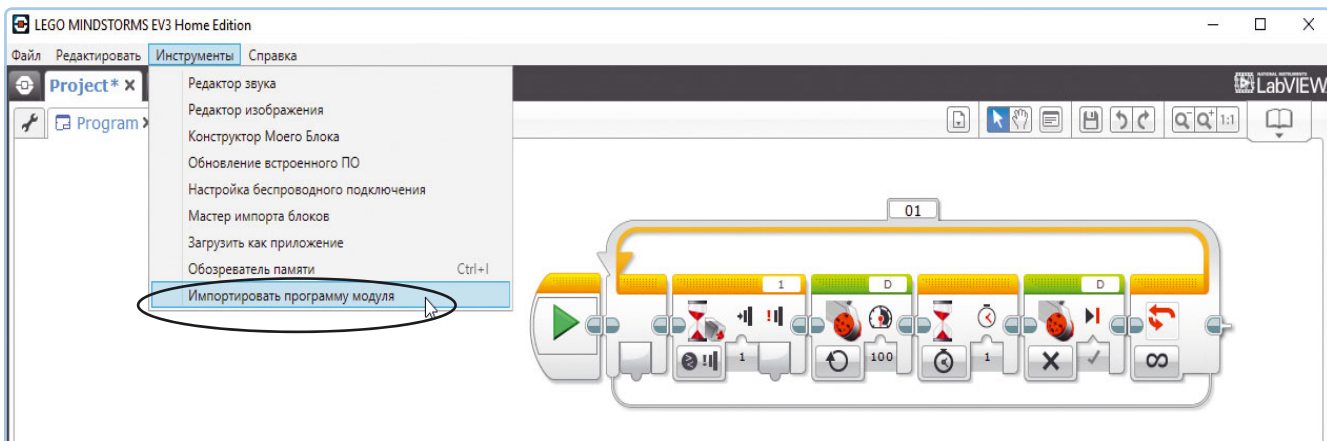 LEGO MINDSTORMS EV3 Home Edition
Файл Редактировать Инструменты Справка
Project*
NATIONAL INSTRUMENTS
LabVIEW
Program
1:1
Редактор звука
Редактор изображения
Конструктор Моего Блока
Обновление встроенного ПО
Настройка беспроводного подключения
Мастер импорта блоков
Загрузить как приложение
Обозреватель памяти Ctrl+I
Импортировать программу модуля
01
1 D D
1 100 1